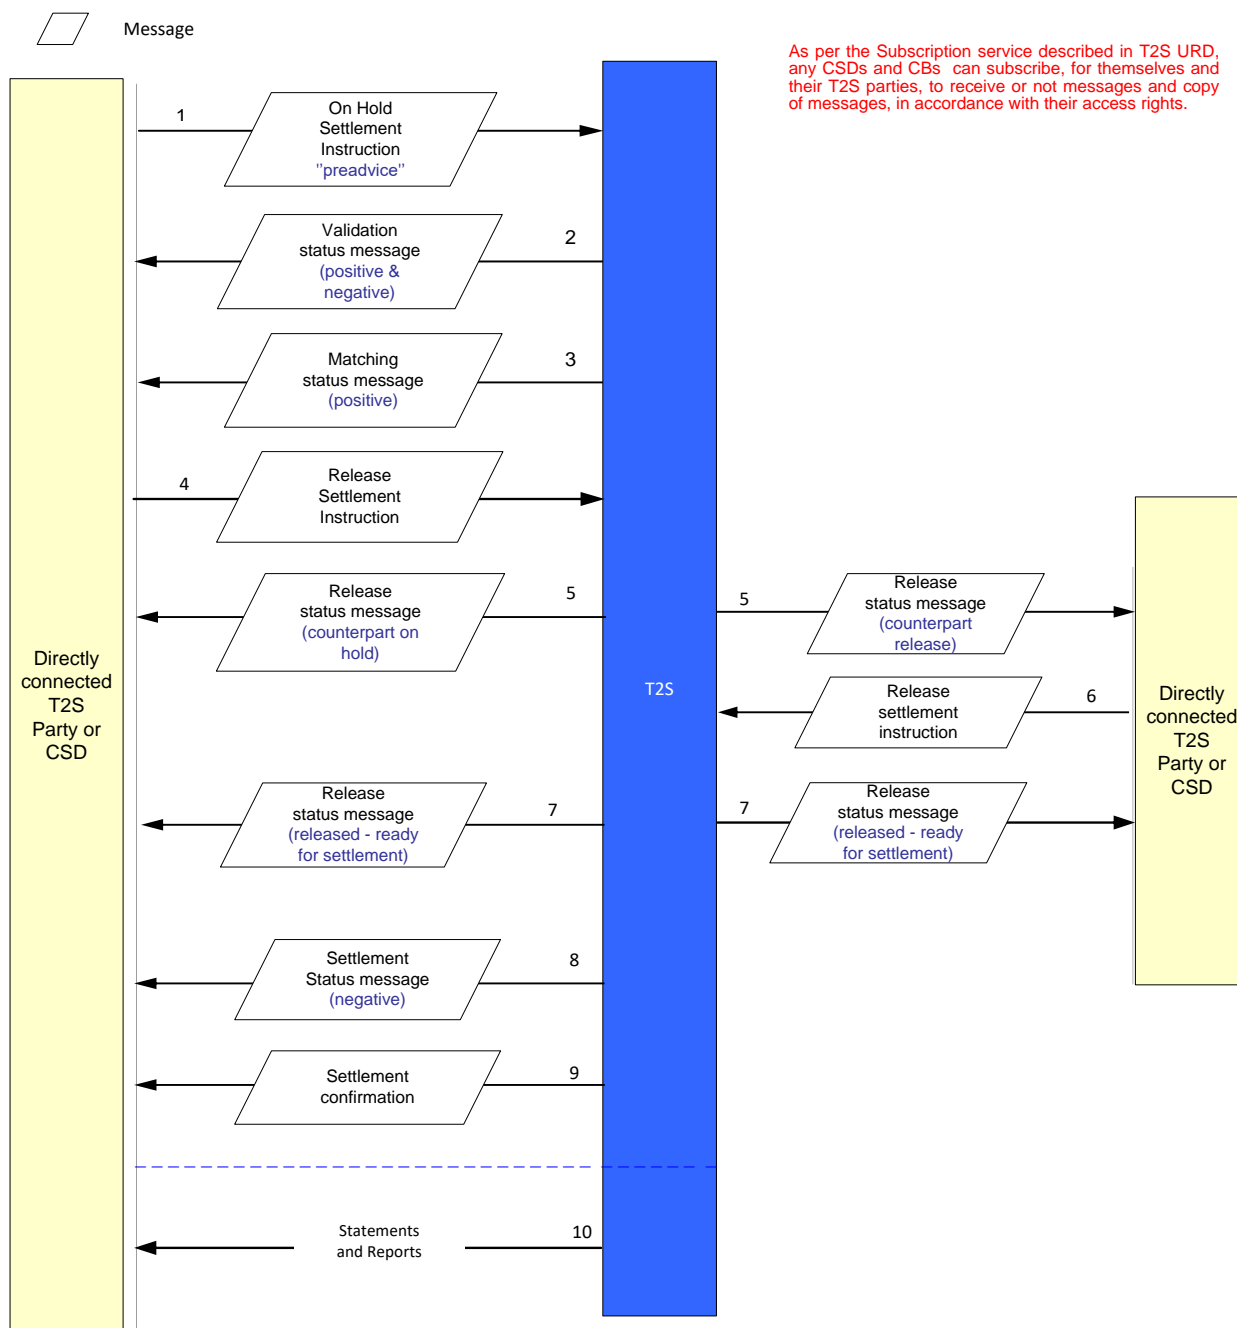 Message
As per the Subscription service described in T2S URD,
any CSDs and CBs can subscribe, for themselves and
their T2S parties, to receive or not messages and copy
of messages, in accordance with their access rights.
1
On Hold
Settlement
Instruction
"preadvice"
Validation
status message
(positive &
negative)
2
Matching
status message
(positive)
3
4
Release
Settlement
Instruction
Release
status message
(counterpart on
hold)
5
5
Release
status message
(counterpart
release)
Directly
connected
T2S
Party or
CSD
T2S
Release
settlement
instruction
6
Directly
connected
T2S
Party or
CSD
Release
status message
(released - ready
for settlement)
7
7
Release
status message
(released - ready
for settlement)
Settlement
Status message
(negative)
8
Settlement
confirmation
9
Statements
and Reports
10